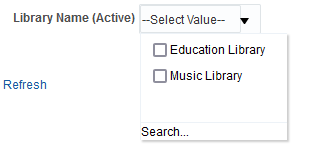 Library Name (Active) --Select Value--
Education Library
Music Library
Refresh
Search...